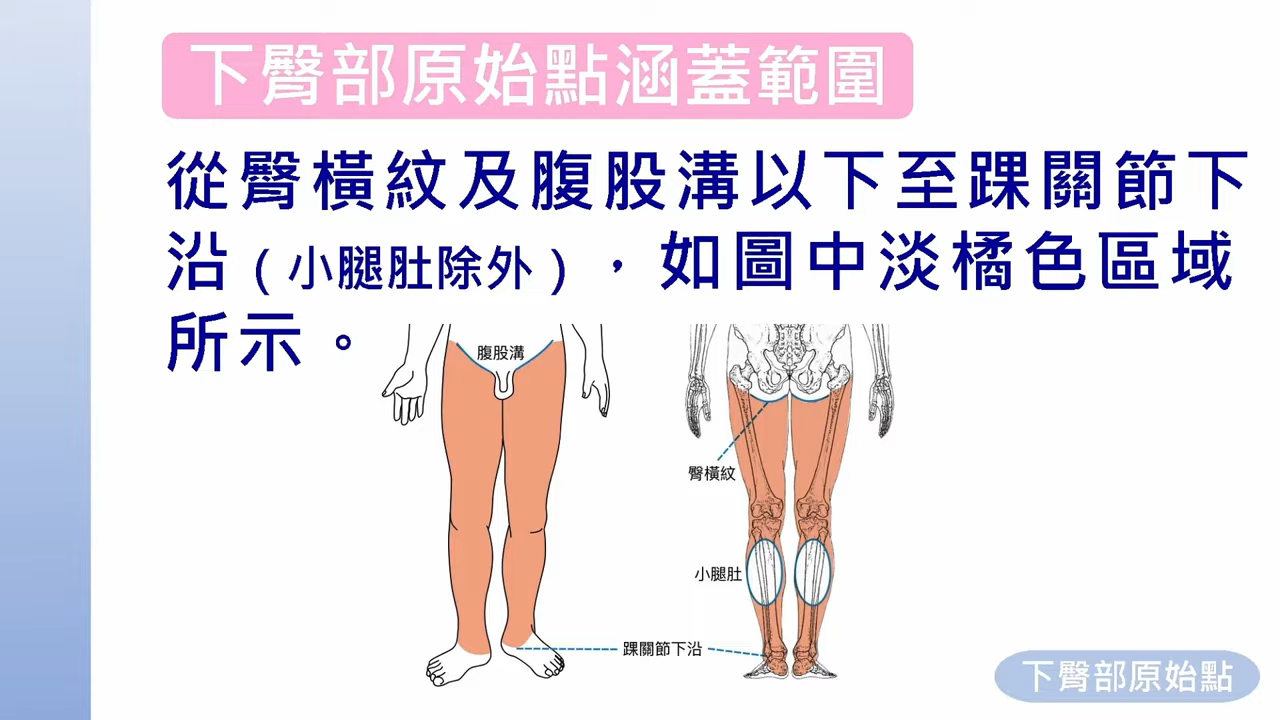 下臀部原始點涵蓋範圍
從臀橫紋及腹股溝以下至踝關節下
沿（小腿肚除外），如圖中淡橘色區域
所示。
腹股溝
臀橫紋
小腿肚
踝關節下沿
下臀部原始點